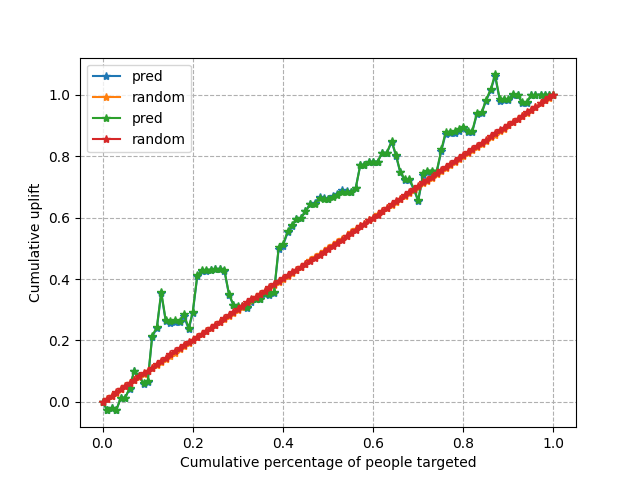 pred
random
pred
random
1.0
0.8
0.6
0.4
0.2
0.0
Cumulative uplift
0.0 0.2 0.4 0.6 0.8 1.0
Cumulative percentage of people targeted